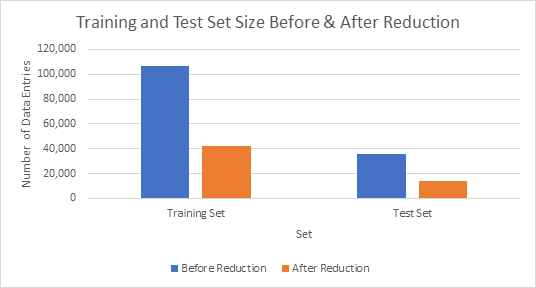 Training and Test Set Size Before & After Reduction
Number of Data Entries
120,000
100,000
80,000
60,000
40,000
20,000
0
Training Set
Test Set
Set
Before Reduction
After Reduction